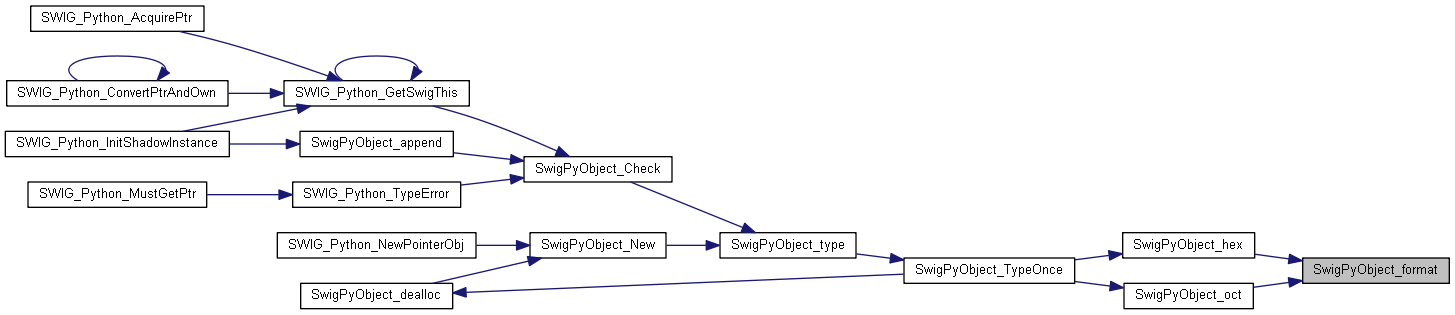 SWIG_Python_AcquirePtr
SWIG_Python_ConvertPtrAndOwn
SWIG_Python_GetSwigThis
SWIG_Python_InitShadowInstance
SwigPyObject_append
SwigPyObject_Check
SWIG_Python_MustGetPtr
SWIG_Python_TypeError
SWIG_Python_NewPointerObj
SwigPyObject_New
SwigPyObject_type
SwigPyObject_hex
SwigPyObject_TypeOnce
SwigPyObject_format
SwigPyObject_dealloc
SwigPyObject_oct